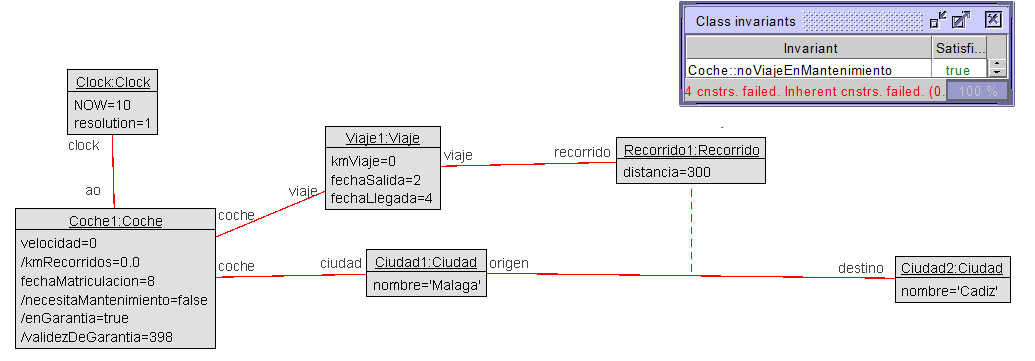 Class invariants
Invariant
Satisfi...
Coche::noViajeEnMantenimiento
true
4 cnstrs. failed. Inherent cnstrs. failed. (0.
100 %
Clock:Clock
NOW=10
resolution=1
clock
ao
Viaje1:Viaje
kmViaje=0
fechaSalida=2
fechaLlegada=4
viaje
recorrido
Recorrido1:Recorrido
distancia=300
viaje
coche
Coche1:Coche
velocidad=0
/kmRecorridos=0.0
fechaMatriculacion=8
/necesitaMantenimiento=false
/enGarantia=true
/validezDeGarantia=398
coche
ciudad
Ciudad1:Ciudad
nombre='Malaga'
origen
destino
Ciudad2:Ciudad
nombre='Cadiz'